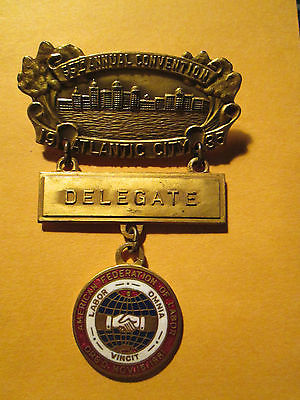 55TH ANNUAL CONVENTION
19 ATLANTIC CITY 35
DELEGATE
AMERICAN FEDERATION OF LABOR
LABOR OMNIA
VINCIT